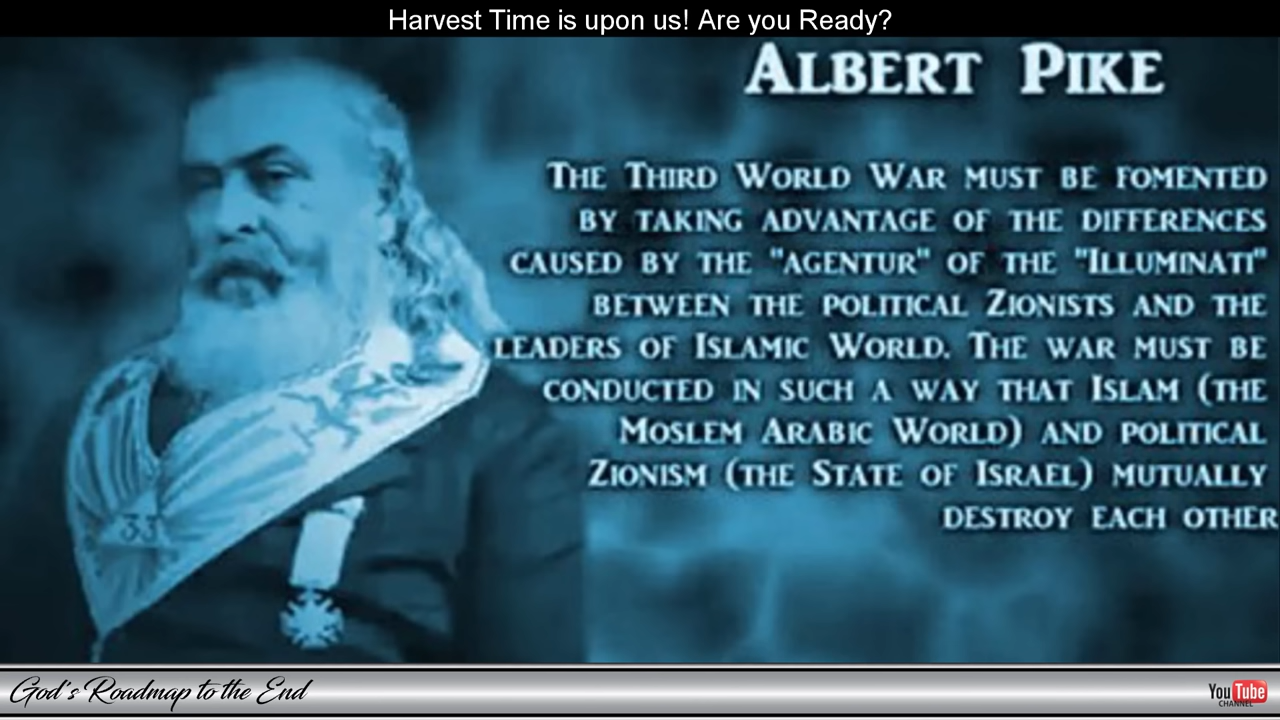 Harvest Time is upon us! Are you Ready?
ALBERT PIKE
THE THIRD WORLD WAR MUST BE FOMENTED
BY TAKING ADVANTAGE OF THE DIFFERENCES
CAUSED BY THE "AGENTUR" OF THE "ILLUMINATI"
BETWEEN THE POLITICAL ZIONISTS AND THE
LEADERS OF ISLAMIC WORLD. THE WAR MUST BE
CONDUCTED IN SUCH A WAY THAT ISLAM (THE
MOSLEM ARABIC WORLD) AND POLITICAL
ZIONISM (THE STATE OF ISRAEL) MUTUALLY
DESTROY EACH OTHER
33
God's Roadmap to the End
YouTube
CHANNEL